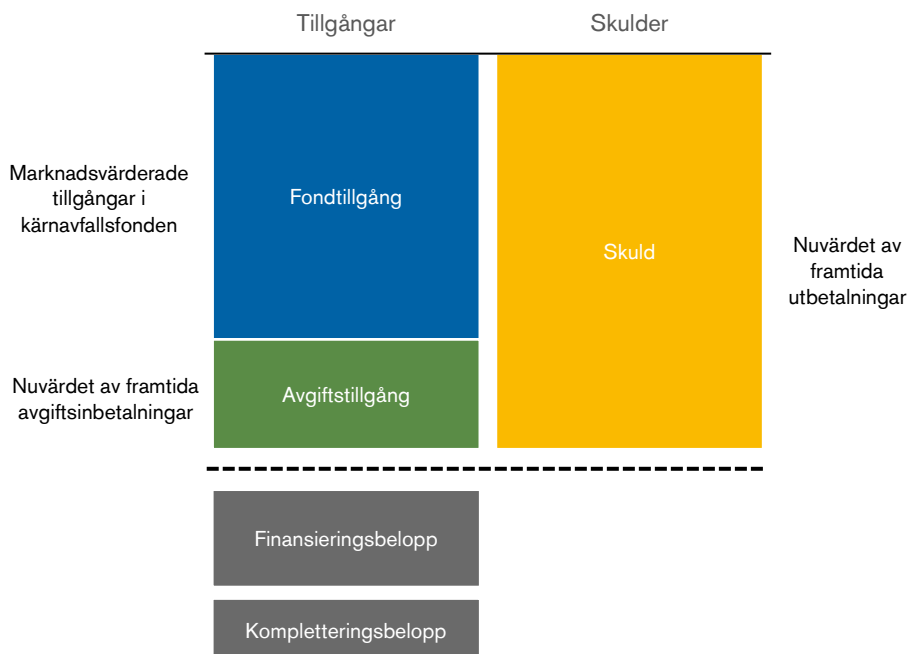 Tillgångar
Skulder
Marknadsvärderade
tillgångar i
kärnavfallsfonden
Fondtillgång
Skuld
Nuvärdet av
framtida
utbetalningar
Nuvärdet av framtida
avgiftsinbetalningar
Avgiftstillgång
Finansieringsbelopp
Kompletteringsbelopp